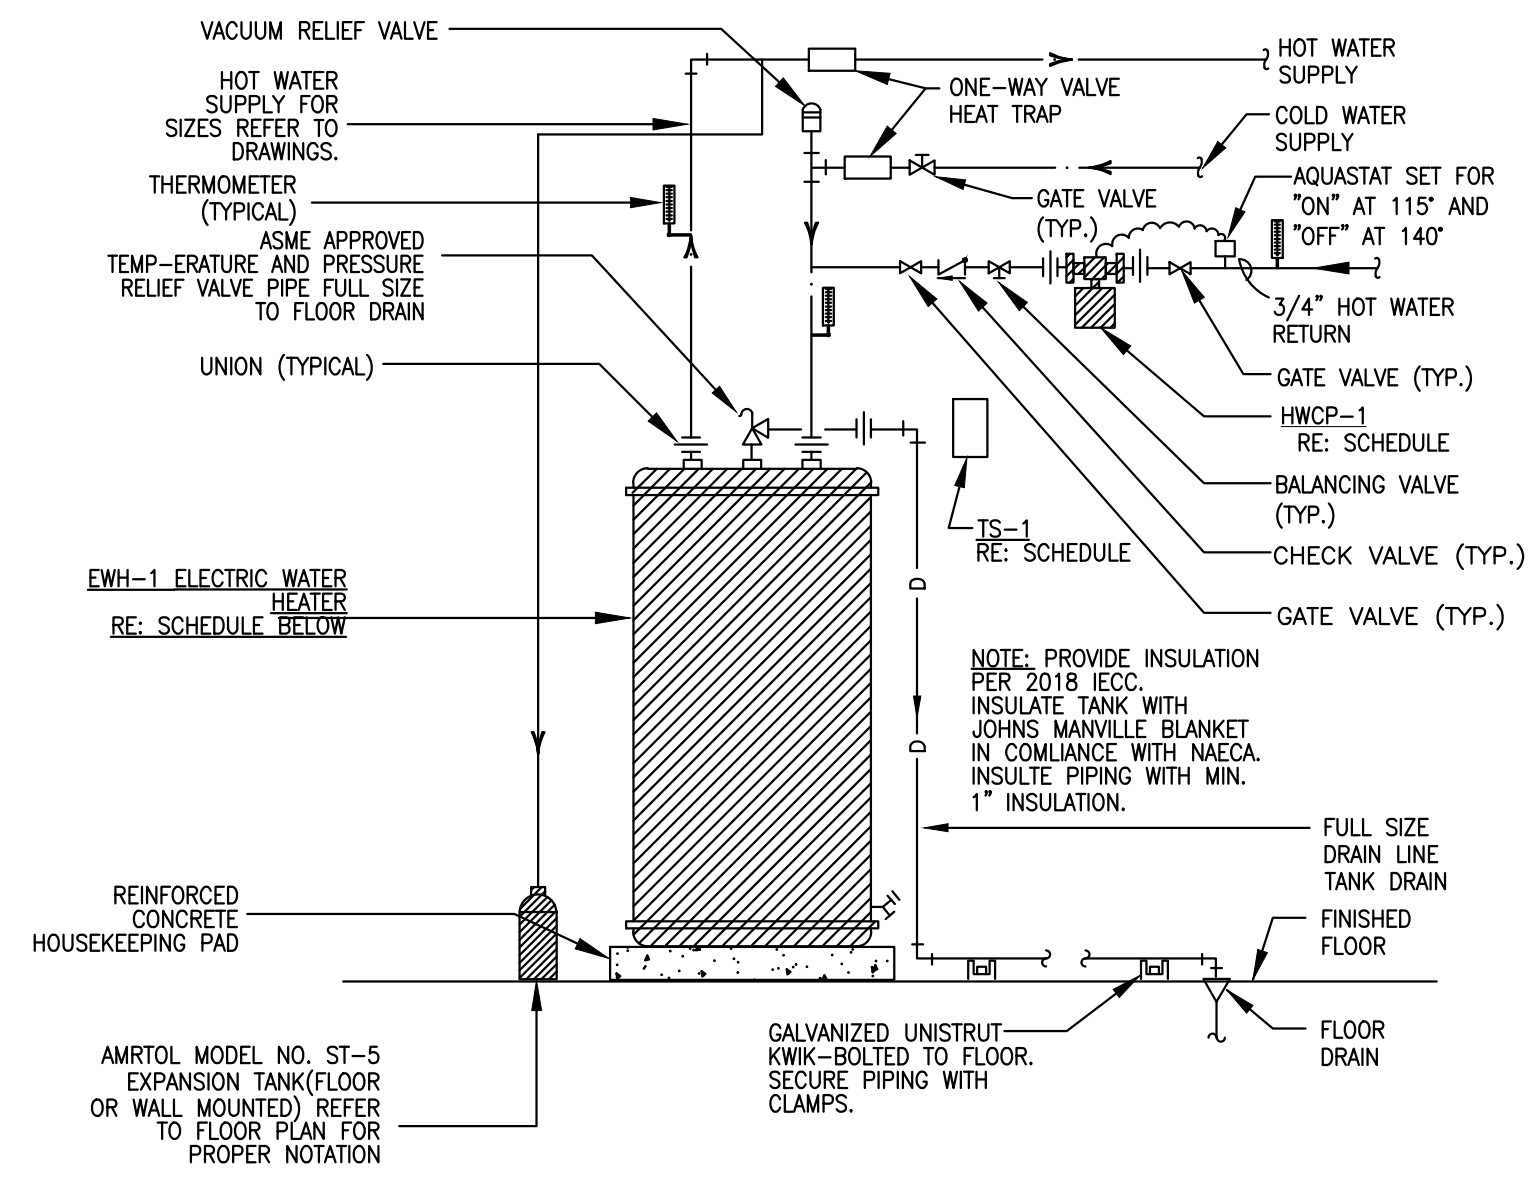 VACUUM RELIEF VALVE
HOT WATER
SUPPLY FOR
SIZES REFER TO
DRAWINGS.
THERMOMETER
(TYPICAL)
ASME APPROVED
TEMP-ERATURE AND PRESSURE
RELIEF VALVE PIPE FULL SIZE
TO FLOOR DRAIN
UNION (TYPICAL)
EWH-1 ELECTRIC WATER
HEATER
RE: SCHEDULE BELOW
REINFORCED
CONCRETE
HOUSEKEEPING PAD
AMRTOL MODEL NO. ST-5
EXPANSION TANK(FLOOR
OR WALL MOUNTED) REFER
TO FLOOR PLAN FOR
PROPER NOTATION
ONE-WAY VALVE
HEAT TRAP
HOT WATER
SUPPLY
COLD WATER
SUPPLY
GATE VALVE
(TYP.)
AQUASTAT SET FOR
"ON" AT 115° AND
"OFF" AT 140°
3/4" HOT WATER
RETURN
GATE VALVE (TYP.)
HWCP-1
RE: SCHEDULE
BALANCING VALVE
(TYP.)
CHECK VALVE (TYP.)
GATE VALVE (TYP.)
TS-1
RE: SCHEDULE
D
D
NOTE: PROVIDE INSULATION
PER 2018 IECC.
INSULATE TANK WITH
JOHNS MANVILLE BLANKET
IN COMLIANCE WITH NAECA.
INSULTE PIPING WITH MIN.
1" INSULATION.
FULL SIZE
DRAIN LINE
TANK DRAIN
FINISHED
FLOOR
FLOOR
DRAIN
GALVANIZED UNISTRUT
KWIK-BOLTED TO FLOOR.
SECURE PIPING WITH
CLAMPS.